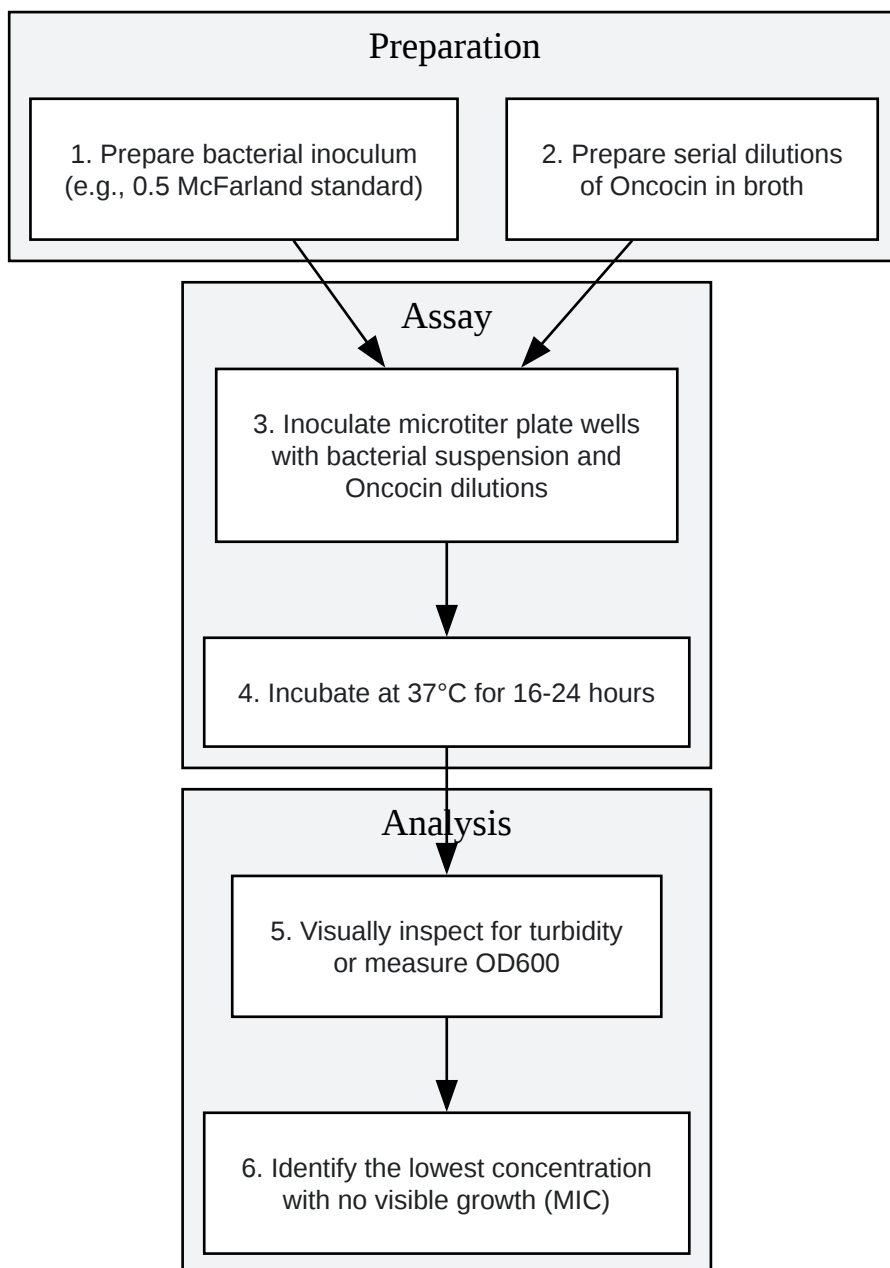 Preparation
1. Prepare bacterial inoculum
(e.g., 0.5 McFarland standard)
2. Prepare serial dilutions
of Oncocin in broth
Assay
3. Inoculate microtiter plate wells
with bacterial suspension and
Oncocin dilutions
4. Incubate at 37°C for 16-24 hours
Analysis
5. Visually inspect for turbidity
or measure OD600
6. Identify the lowest concentration
with no visible growth (MIC)